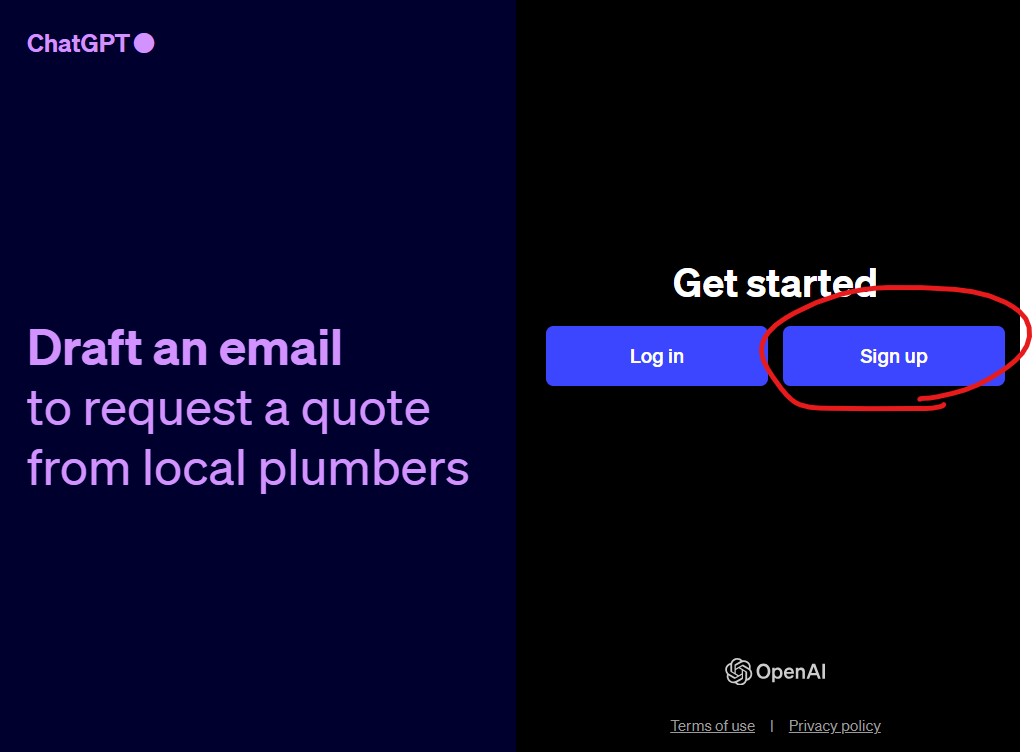 ChatGPT
Draft an email
to request a quote
from local plumbers
Get started
Log in
Sign up
OpenAI
Terms of use | Privacy policy